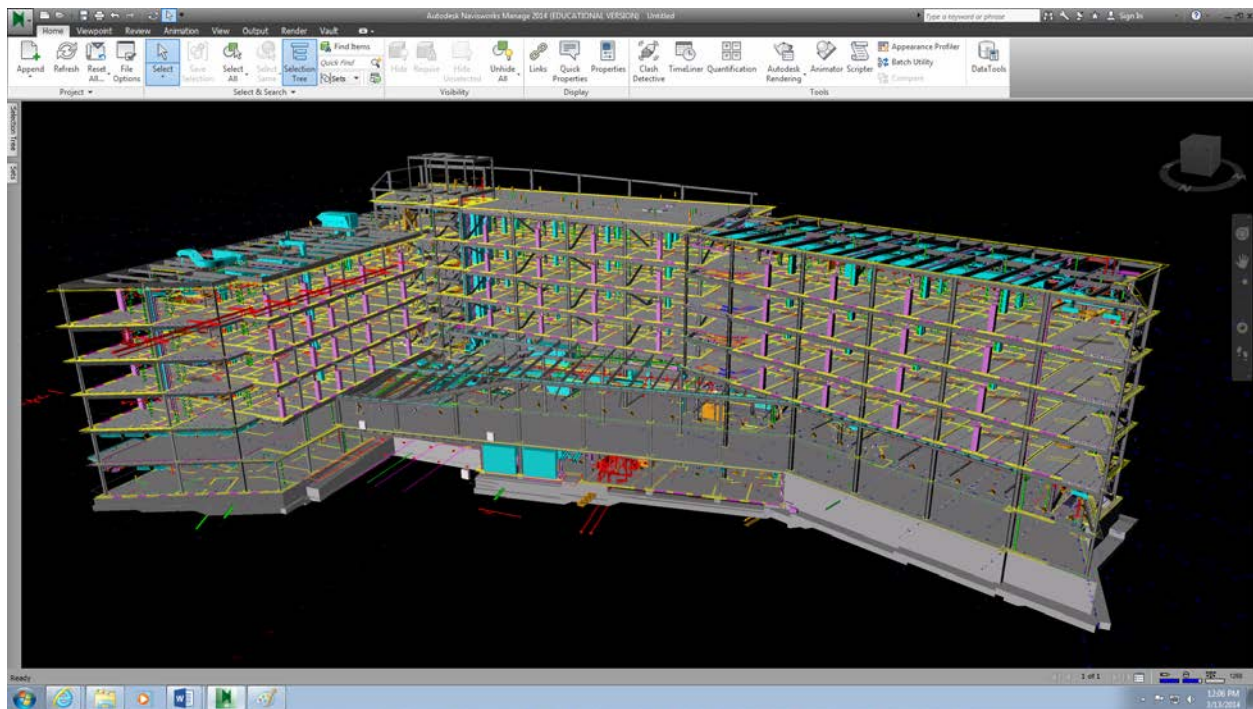 Autodesk Navisworks Manage 2014 (EDUCATIONAL VERSION) Untitled
Type a keyword or phrase
Sign In
Home Viewpoint Review Animation View Output Render Vault
Append Refresh Reset All... File Options
Project
Select Save Selection Select All Select Same Selection Tree
Find Items
Quick Find
Sets
Select & Search
Hide Require Hide Unselected Unhide All
Visibility
Links Quick Properties Properties
Display
Clash Detective TimeLiner Quantification Autodesk Rendering Animator Scripter
Appearance Profiler
Batch Utility
Compare
Tools
DataTools
Selection Tree
Sets
Ready
1 of 1
12:06 PM
3/13/2014